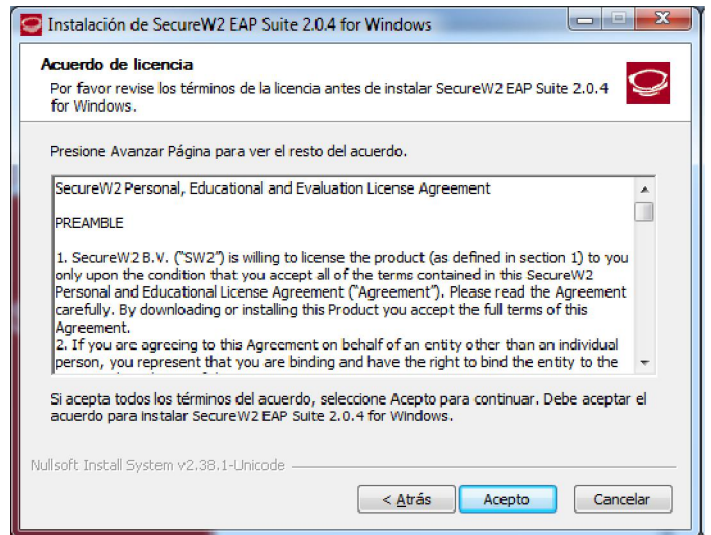 Instalación de SecureW2 EAP Suite 2.0.4 for Windows
Acuerdo de licencia
Por favor revise los términos de la licencia antes de instalar SecureW2 EAP Suite 2.0.4
for Windows.
Presione Avanzar Página para ver el resto del acuerdo.
SecureW2 Personal, Educational and Evaluation License Agreement
PREAMBLE
1. SecureW2 B.V. ("SW2") is willing to license the product (as defined in section 1) to you
only upon the condition that you accept all of the terms contained in this SecureW2
Personal and Educational License Agreement ("Agreement"). Please read the Agreement
carefully. By downloading or installing this Product you accept the full terms of this
Agreement.
2. If you are agreeing to this Agreement on behalf of an entity other than an individual
person, you represent that you are binding and have the right to bind the entity to the
Si acepta todos los términos del acuerdo, seleccione Acepto para continuar. Debe aceptar el
acuerdo para instalar SecureW2 EAP Suite 2.0.4 for Windows.
Nullsoft Install System v2.38.1-Unicode
< Atrás
Acepto
Cancelar